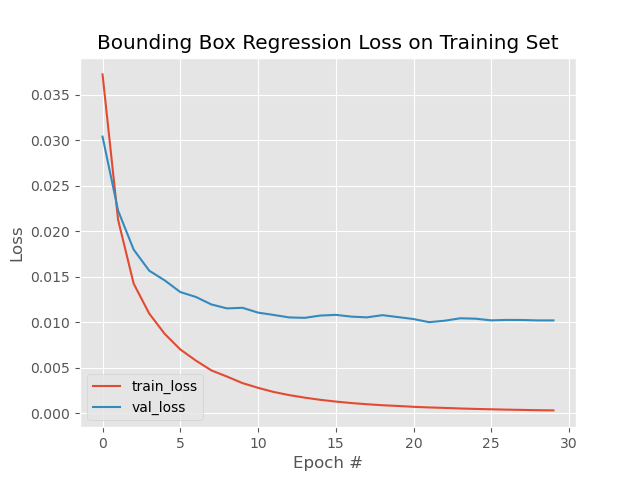 Bounding Box Regression Loss on Training Set
Loss
0.035
0.030
0.025
0.020
0.015
0.010
0.005
0.000
train_loss
val_loss
0 5 10 15 20 25 30
Epoch #